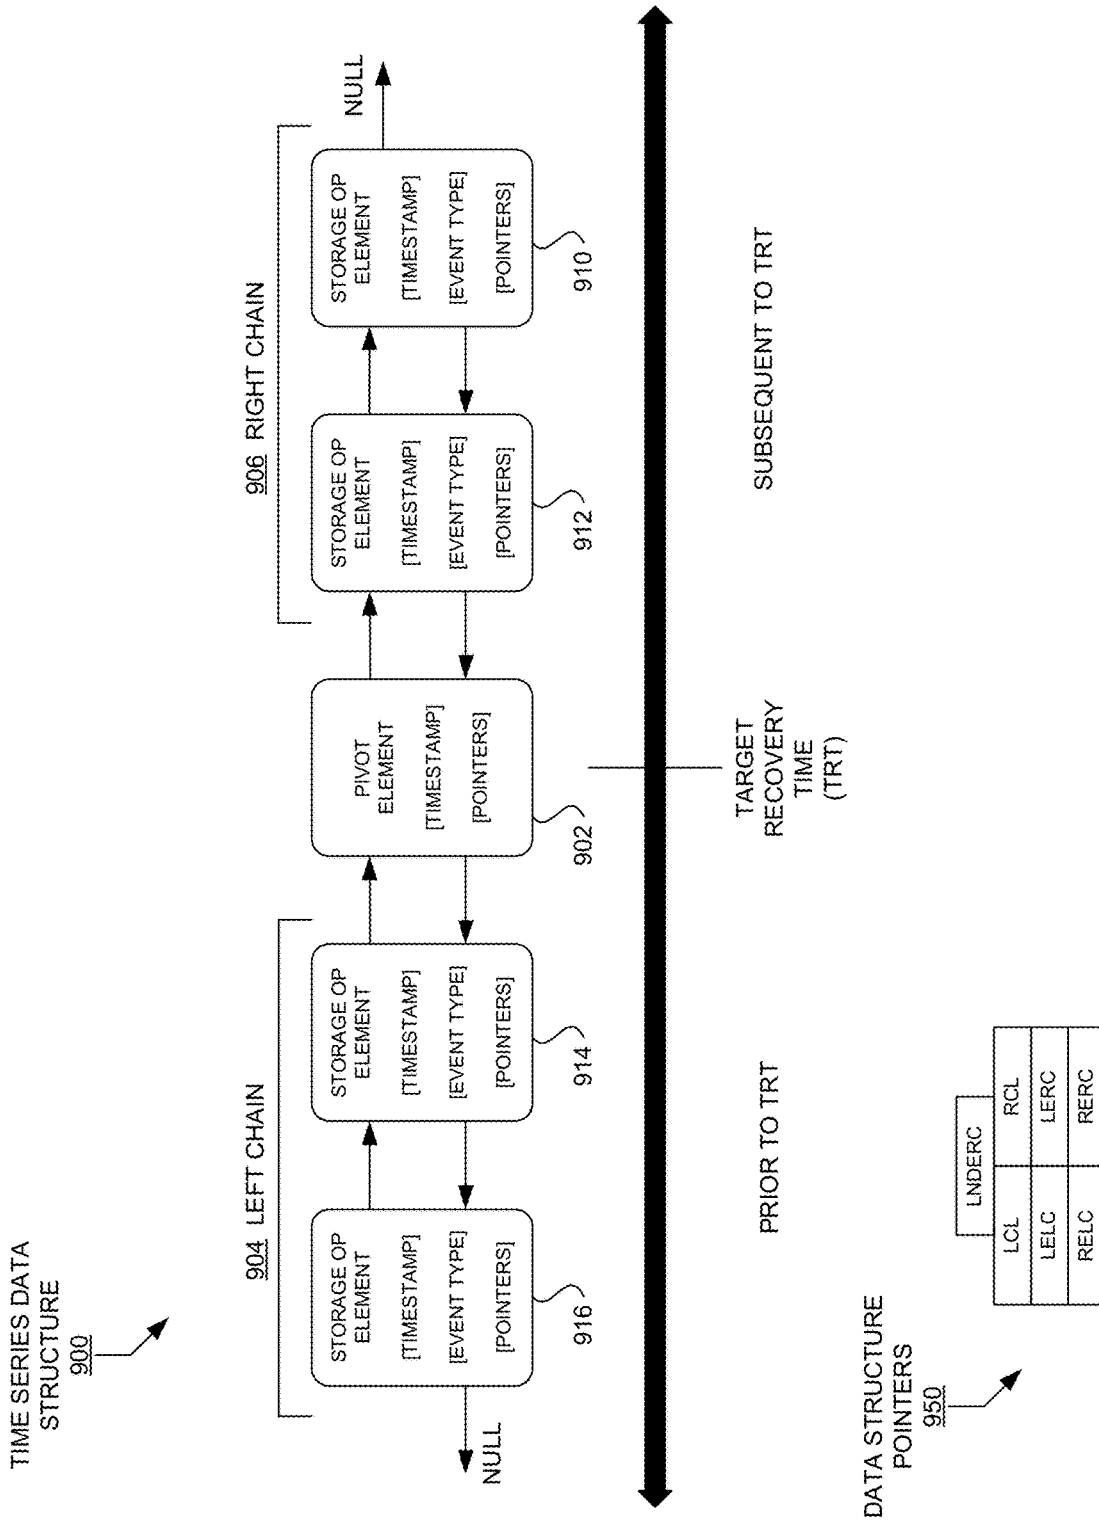 TIME SERIES DATA
STRUCTURE
900
904 LEFT CHAIN
906 RIGHT CHAIN
NULL
STORAGE OP
ELEMENT
[TIMESTAMP]
[EVENT TYPE]
[POINTERS]
916
STORAGE OP
ELEMENT
[TIMESTAMP]
[EVENT TYPE]
[POINTERS]
914
PIVOT
ELEMENT
[TIMESTAMP]
[POINTERS]
902
STORAGE OP
ELEMENT
[TIMESTAMP]
[EVENT TYPE]
[POINTERS]
912
STORAGE OP
ELEMENT
[TIMESTAMP]
[EVENT TYPE]
[POINTERS]
910
NULL
PRIOR TO TRT
TARGET
RECOVERY
TIME
(TRT)
SUBSEQUENT TO TRT
DATA STRUCTURE
POINTERS
950
LNDERC
LCL RCL
LELC LERC
RELC RERC